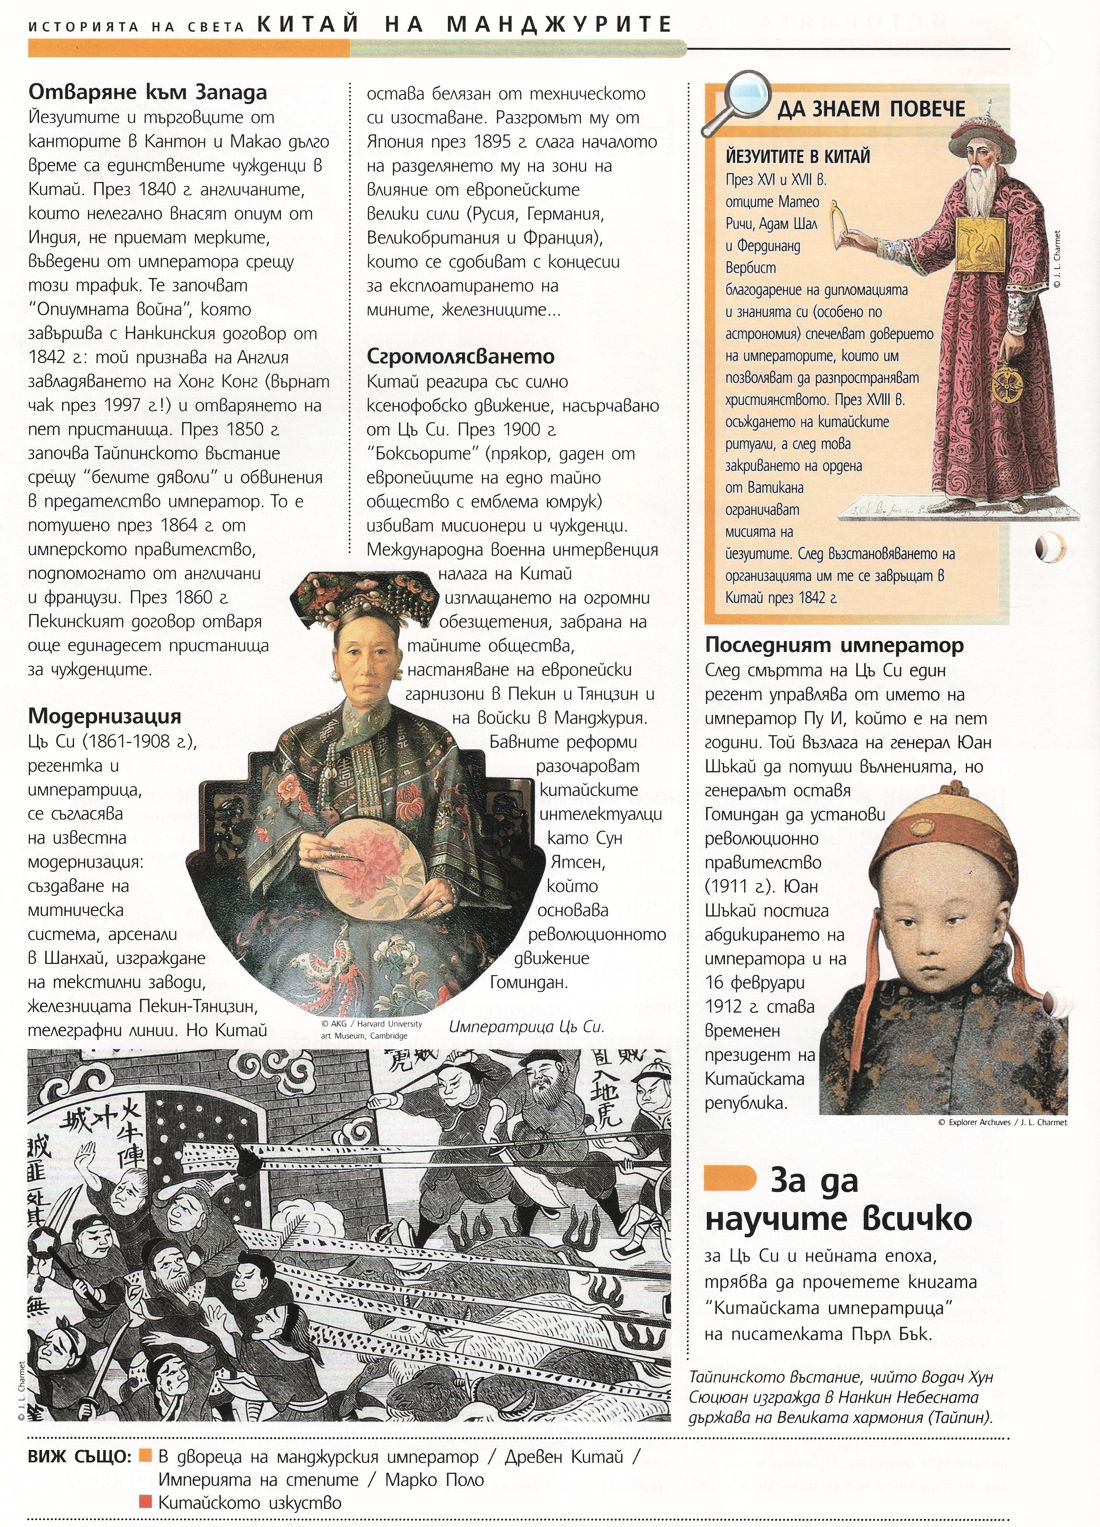 ИСТОРИЯТА НА СВЕТА КИТАЙ НА МАНДЖУРИТЕ
Отваряне към Запада
Йезуитите и търговците от
канторите в Кантон и Макао дълго
време са единствените чужденци в
Китай. През 1840 г. англичаните,
които нелегално внасят опиум от
Индия, не приемат мерките,
въведени от императора срещу
този трафик. Те започват
“Опиумната война”, която
завършва с Нанкинския договор от
1842 г.: той признава на Англия
завладяването на Хонг Конг (върнат
чак през 1997 г.!) и отварянето на
пет пристанища. През 1850 г.
започва Тайпинското въстание
срещу “белите дяволи” и обвинения
в предателство император. То е
потушено през 1864 г. от
имперското правителство,
подпомогнато от англичани
и французи. През 1860 г.
Пекинският договор отваря
още единадесет пристанища
за чужденците.
Модернизация
Цъ Си (1861-1908 г.),
регентка и
императрица,
се съгласява
на известна
модернизация:
създаване на
митническа
система, арсенали
в Шанхай, изграждане
на текстилни заводи,
железницата Пекин-Тянцзин,
телеграфни линии. Но Китай
остава белязан от техническото
си изоставане. Разгромът му от
Япония през 1895 г. слага началото
на разделянето му на зони на
влияние от европейските
велики сили (Русия, Германия,
Великобритания и Франция),
които се сдобиват с концесии
за експлоатирането на
мините, железниците...
Сгромолясването
Китай реагира със силно
ксенофобско движение, насърчавано
от Цъ Си. През 1900 г.
“Боксьорите” (прякор, даден от
европейците на едно тайно
общество с емблема юмрук)
избиват мисионери и чужденци.
Международна военна интервенция
налага на Китай
изплащането на огромни
обезщетения, забрана на
тайните общества,
настаняване на европейски
гарнизони в Пекин и Тянцзин и
на войски в Манджурия.
Бавните реформи
разочароват
китайските
интелектуалци
като Сун
Ятсен,
който
основава
революционното
движение
Гоминдан.
© AKG / Harvard University
art Museum, Cambridge
Императрица Цъ Си.
ДА ЗНАЕМ ПОВЕЧЕ
ЙЕЗУИТИТЕ В КИТАЙ
През XVI и XVII в.
отците Матео
Ричи, Адам Шал
и Фердинанд
Вербист
благодарение на дипломацията
и знанията си (особено по
астрономия) спечелват доверието
на императорите, които им
позволяват да разпространяват
християнството. През XVIII в.
осъждането на китайските
ритуали, а след това
закриването на ордена
от Ватикана
ограничават
мисията на
йезуитите. След възстановяването на
организацията им те се завръщат в
Китай през 1842 г.
© J. L. Charmet
Последният император
След смъртта на Цъ Си един
регент управлява от името на
император Пу И, който е на пет
години. Той възлага на генерал Юан
Шъкай да потуши вълненията, но
генералът оставя
Гоминдан да установи
революционно
правителство
(1911 г.). Юан
Шъкай постига
абдикирането на
императора и на
16 февруари
1912 г. става
временен
президент на
Китайската
република.
© Explorer Archuves / J. L. Charmet
За да
научите всичко
за Цъ Си и нейната епоха,
трябва да прочетете книгата
“Китайската императрица”
на писателката Пърл Бък.
火牛陣
城冲
賊匪
無
賊
直入地虎
© J. L. Charmet
Тайпинското въстание, чийто водач Хун
Сюцюан изгражда в Нанкин Небесната
държава на Великата хармония (Тайпин).
ВИЖ СЪЩО: В двореца на манджурския император / Древен Китай /
Империята на степите / Марко Поло
Китайското изкуство